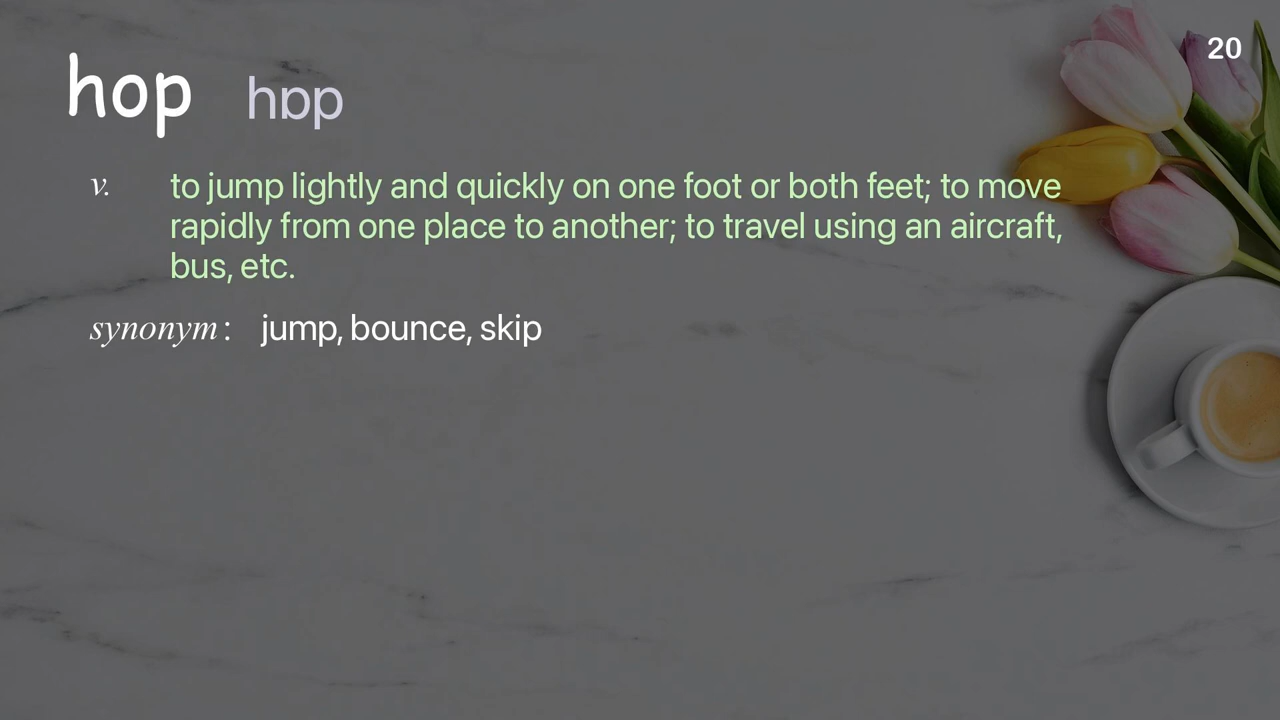 20
hop hɒp
v. to jump lightly and quickly on one foot or both feet; to move
rapidly from one place to another; to travel using an aircraft,
bus, etc.
synonym : jump, bounce, skip